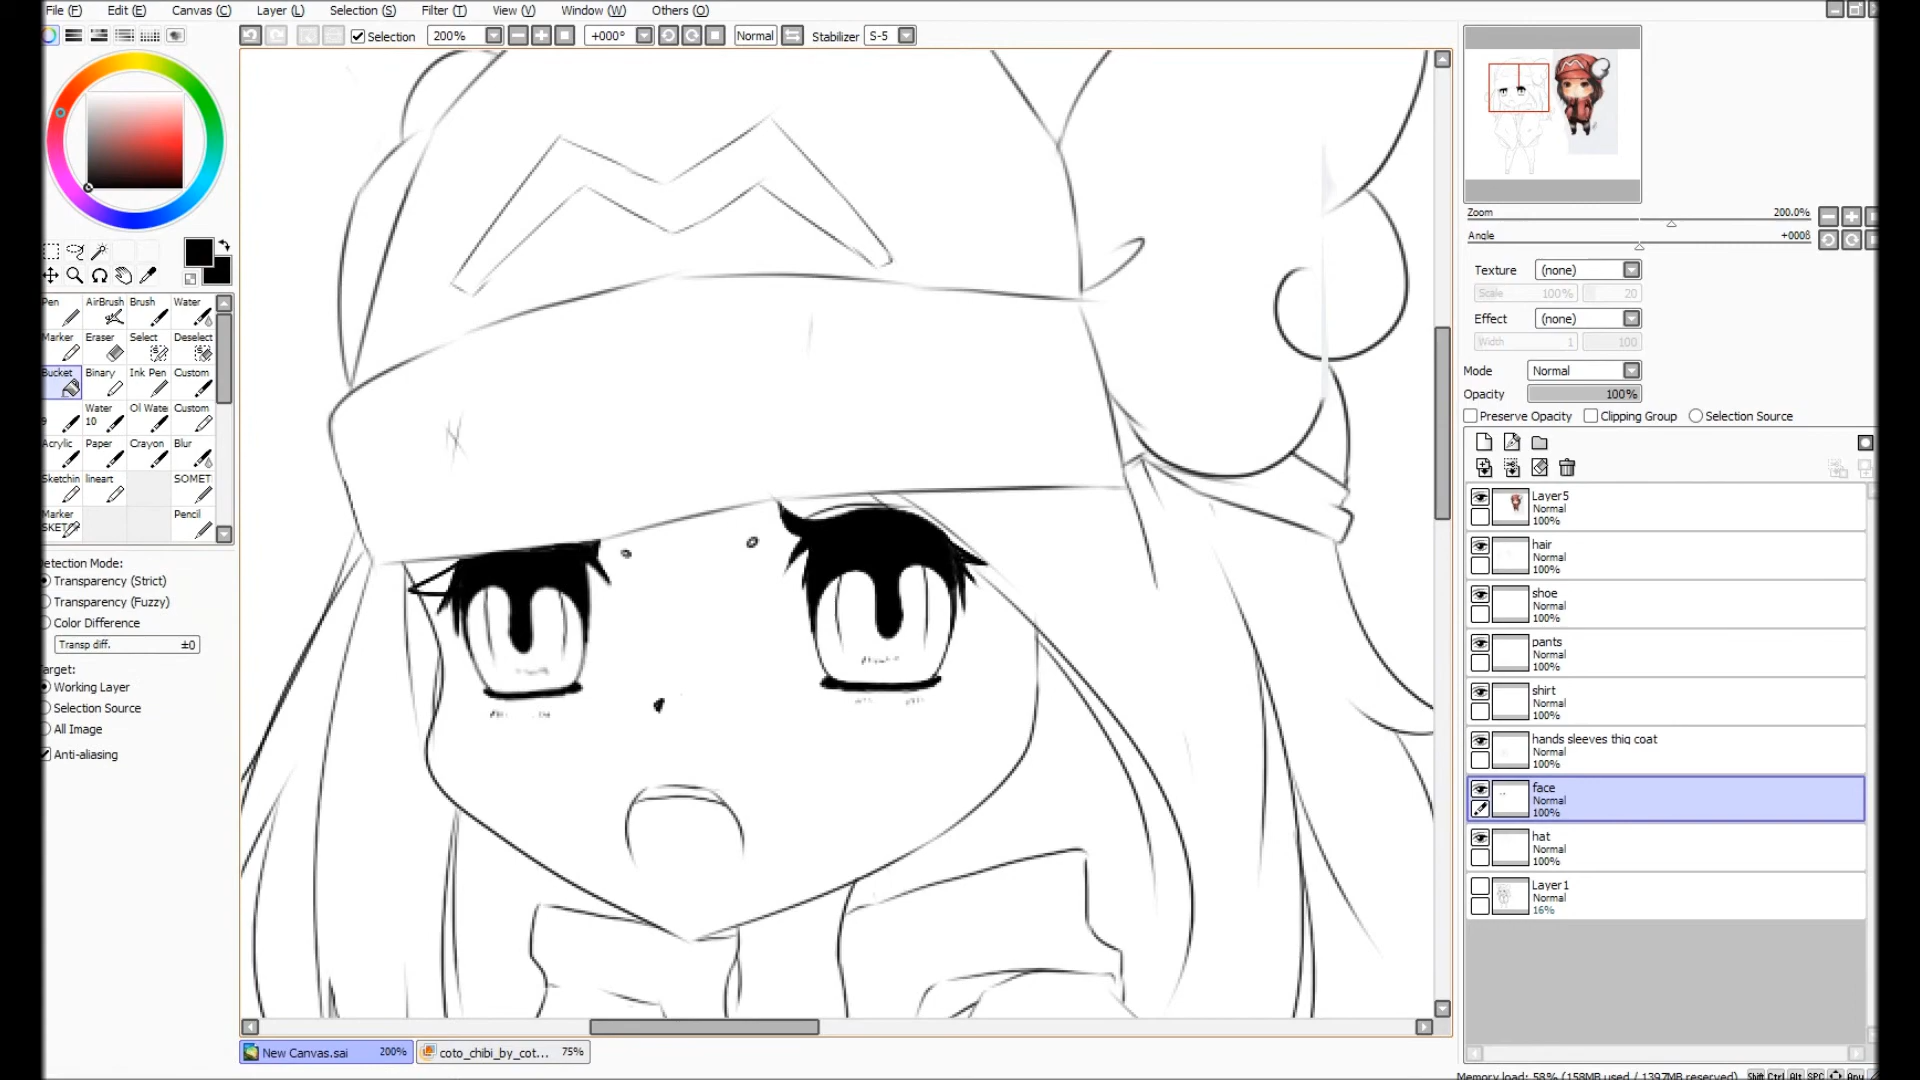 File (F) Edit (E) Canvas (C) Layer (L) Selection (S) Filter (T) View (V) Window (W) Others (O)
Selection 200% +000° Normal Stabilizer S-5
Pen AirBrush Brush Water
Marker Eraser Select Deselect
Bucket Binary Ink Pen Custom
9 Water 10 Oil Wate Custom
Acrylic Paper Crayon Blur
Sketchin lineart SOMET
Marker SKETC Pencil
etection Mode:
Transparency (Strict)
Transparency (Fuzzy)
Color Difference
Transp diff. ±0
arget:
Working Layer
Selection Source
All Image
Anti-aliasing
Zoom 200.0%
Angle +000ß
Texture (none)
Scale 100% 20
Effect (none)
Width 1 100
Mode Normal
Opacity 100%
Preserve Opacity Clipping Group Selection Source
Layer5
Normal
100%
hair
Normal
100%
shoe
Normal
100%
pants
Normal
100%
shirt
Normal
100%
hands sleeves thig coat
Normal
100%
face
Normal
100%
hat
Normal
100%
Layer1
Normal
16%
New Canvas.sai 200% coto_chibi_by_cot... 75%
Memory load: 58% (158MB used / 1397MB reserved) Shift Ctrl Alt SPC Any